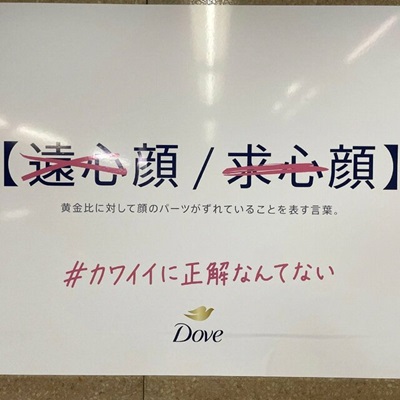 【遠心顔 / 求心顔】
黄金比に対して顔のパーツがずれていることを表す言葉。
#カワイイに正解なんてない
Dove